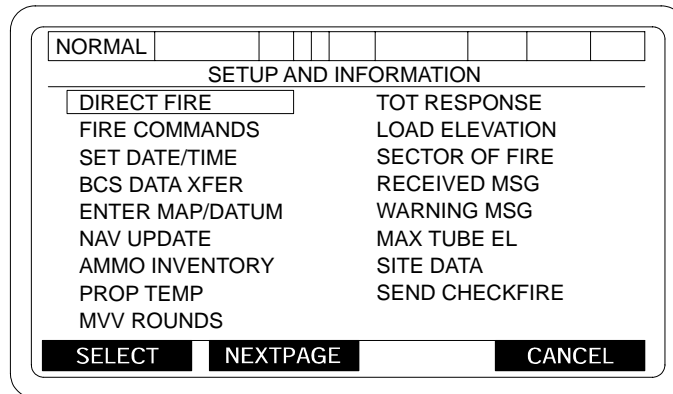 NORMAL
SETUP AND INFORMATION
DIRECT FIRE
FIRE COMMANDS
SET DATE/TIME
BCS DATA XFER
ENTER MAP/DATUM
NAV UPDATE
AMMO INVENTORY
PROP TEMP
MVV ROUNDS
TOT RESPONSE
LOAD ELEVATION
SECTOR OF FIRE
RECEIVED MSG
WARNING MSG
MAX TUBE EL
SITE DATA
SEND CHECKFIRE
SELECT NEXTPAGE CANCEL